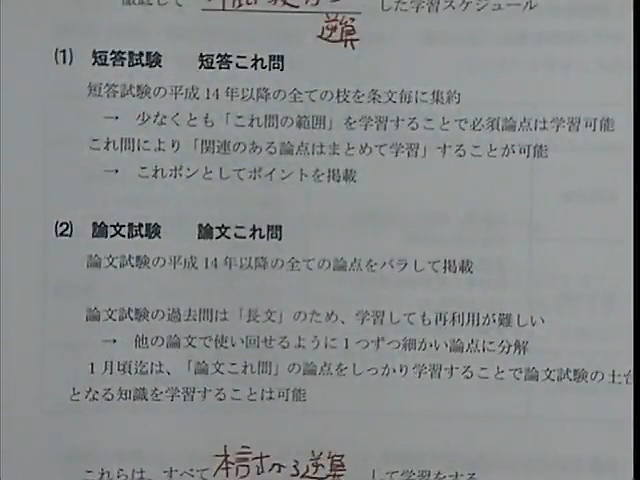 徹底して した学習スケジュール
逆算
(1) 短答試験 短答これ問
短答試験の平成14年以降の全ての枝を条文毎に集約
→ 少なくとも「これ問の範囲」を学習することで必須論点は学習可能
これ問により「関連のある論点はまとめて学習」することが可能
→ これポンとしてポイントを掲載
(2) 論文試験 論文これ問
論文試験の平成14年以降の全ての論点をバラして掲載
論文試験の過去問は「長文」のため、学習しても再利用が難しい
→ 他の論文で使い回せるように1つずつ細かい論点に分解
1月頃迄は、「論文これ問」の論点をしっかり学習することで論文試験の土台
となる知識を学習することは可能
これらは、すべて本試から逆算して学習をする